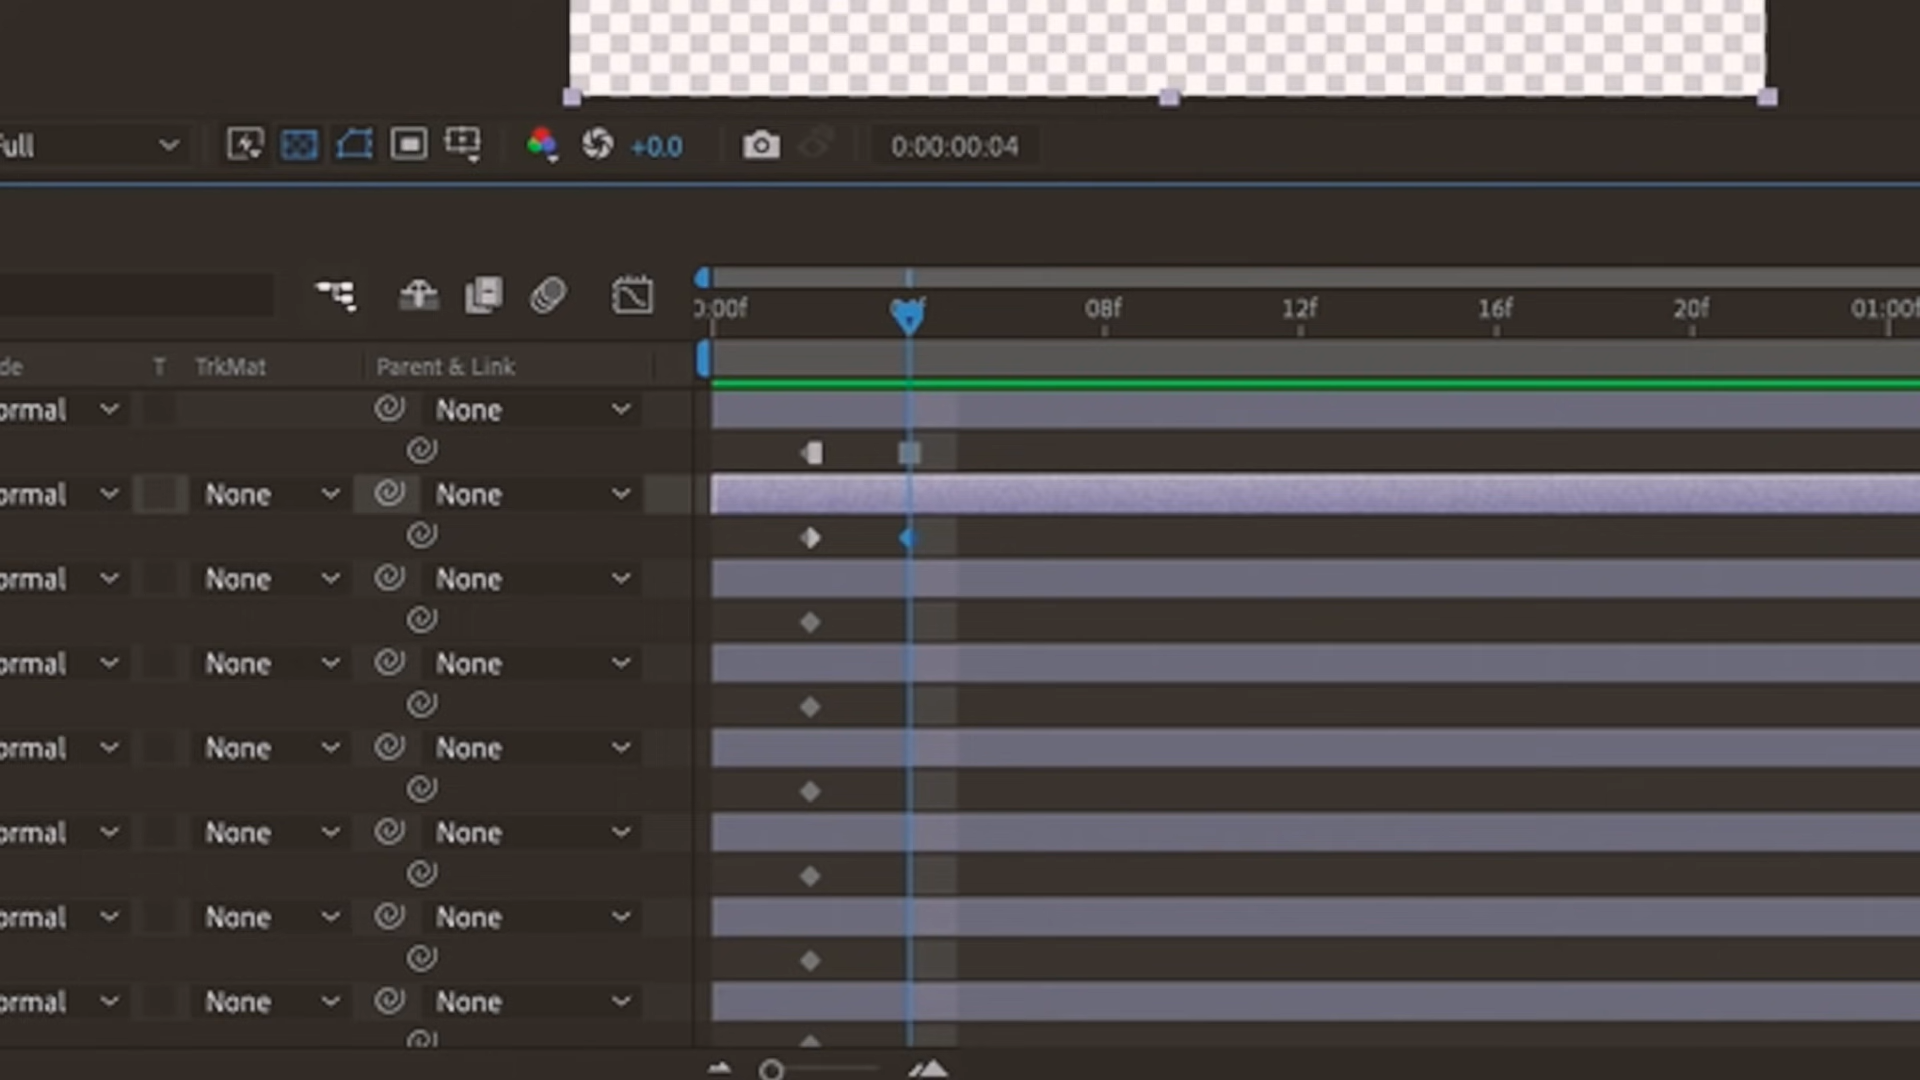 Full +0.0 0:00:00:04
0:00f 08f 12f 16f 20f 01:00f
de T TrkMat Parent & Link
ormal None
ormal None None
ormal None None
ormal None None
ormal None None
ormal None None
ormal None None
ormal None None